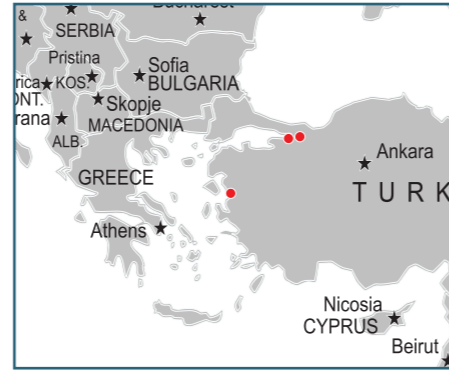 &
SERBIA
Pristina
KOS.
Sofia
BULGARIA
Skopje
MACEDONIA
ALB.
GREECE
Athens
Ankara
TURK
Nicosia
CYPRUS
Beirut